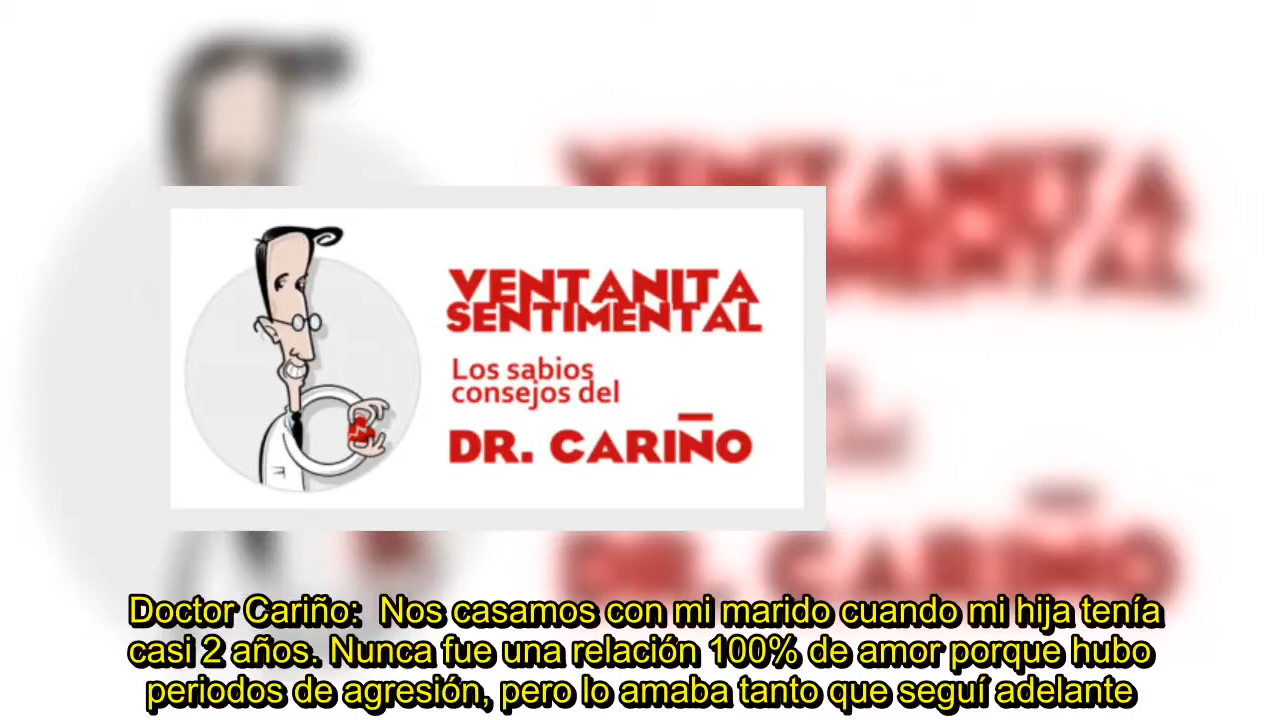 VENTANITA
SENTIMENTAL
Los sabios
consejos del
DR. CARIÑO
Doctor Cariño: Nos casamos con mi marido cuando mi hija tenía
casi 2 años. Nunca fue una relación 100% de amor porque hubo
periodos de agresión, pero lo amaba tanto que seguí adelante